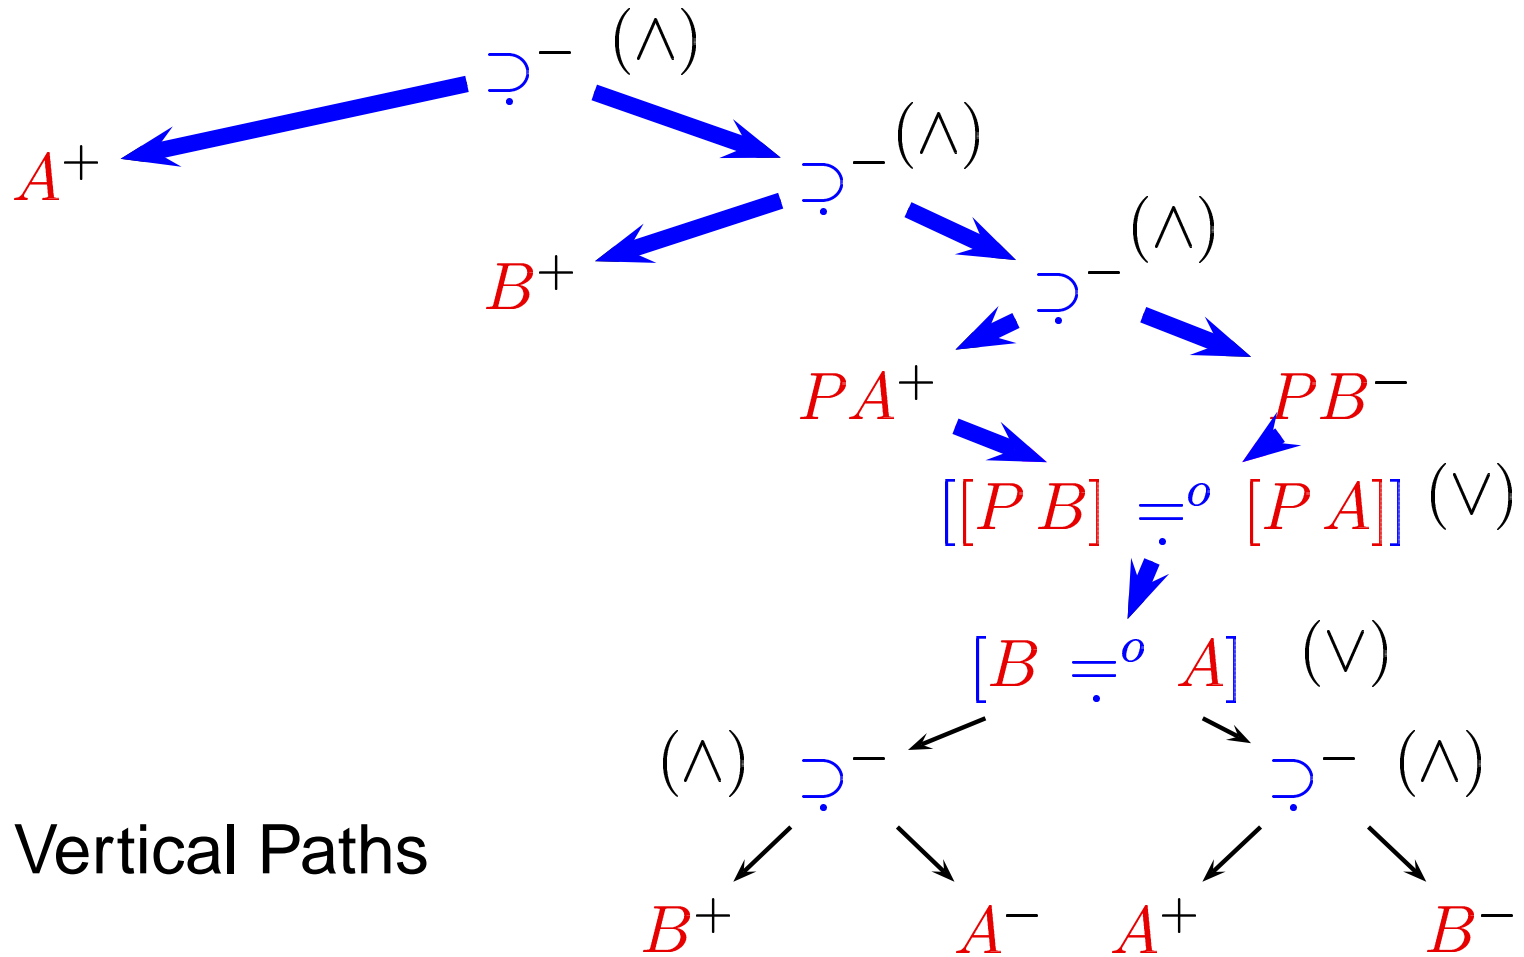 ⊃̣⁻ (∧)
A⁺ ⊃̣⁻ (∧)
B⁺ ⊃̣⁻ (∧)
PA⁺ PB⁻
[[P B] ≐ᵒ [P A]] (∨)
[B ≐ᵒ A] (∨)
(∧) ⊃̣⁻ ⊃̣⁻ (∧)
Vertical Paths
B⁺ A⁻ A⁺ B⁻